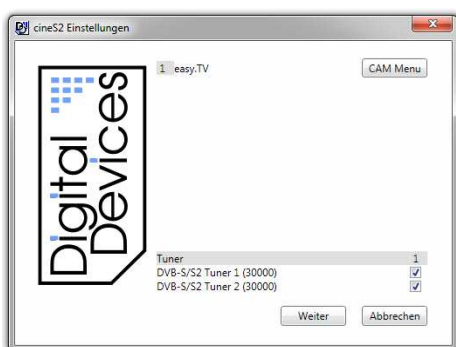 cineS2 Einstellungen
1 easy.TV
CAM Menu
Digital
Devices
Tuner 1
DVB-S/S2 Tuner 1 (30000)
DVB-S/S2 Tuner 2 (30000)
Weiter
Abbrechen